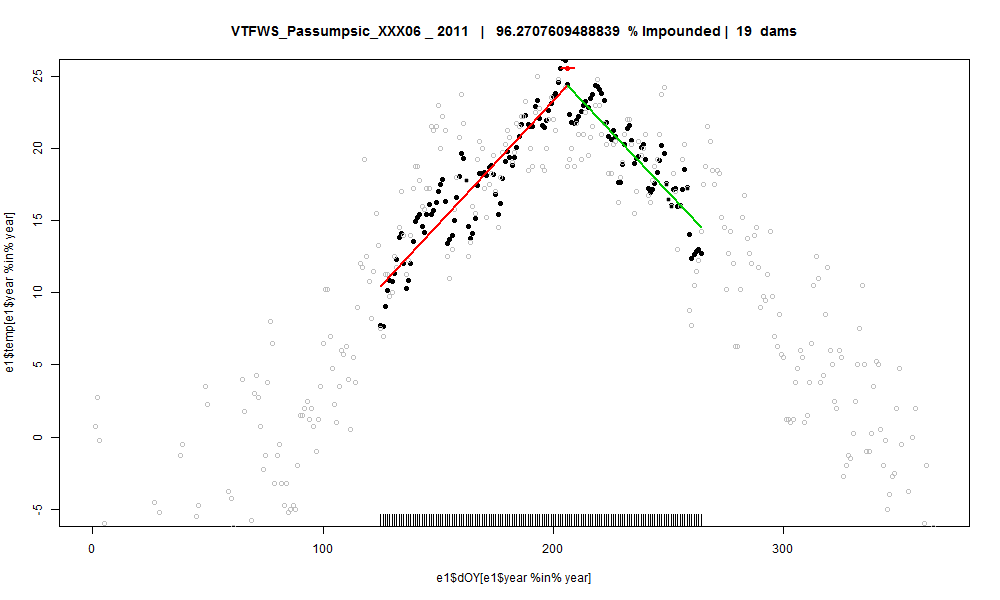 VTFWS_Passumpsic_XXX06 _ 2011 | 96.2707609488839 % Impounded | 19 dams
e1$temp[e1$year %in% year]
25
20
15
10
5
0
-5
0 100 200 300
e1$dOY[e1$year %in% year]